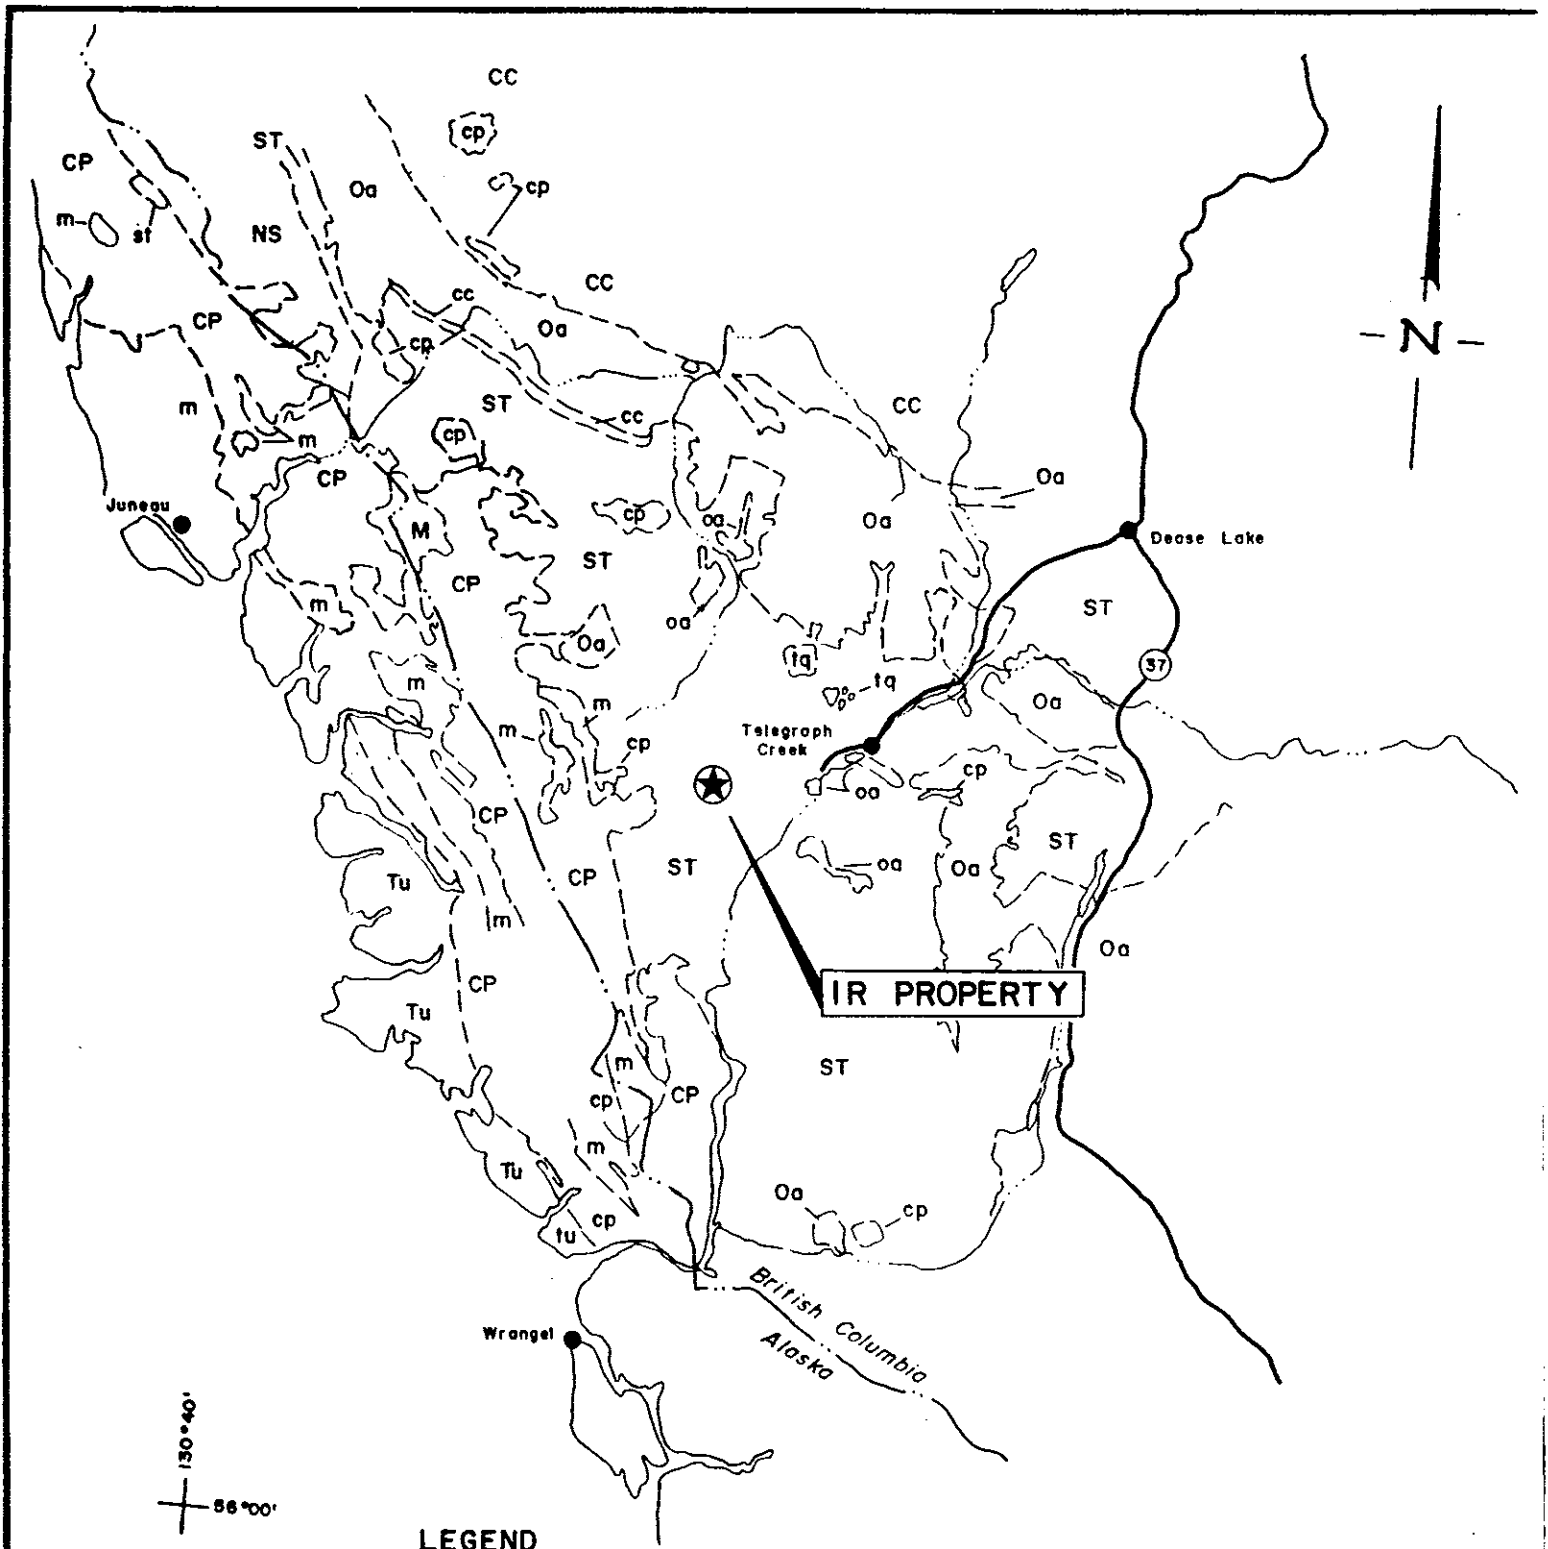 CC
cp
ST
CP
Oa
cp
m
st
NS
CC
cc
CP
Oa
cp
m
ST
cc
CC
cp
m
CP
Oa
Juneau
cp
oa
Oa
M
Dease Lake
ST
CP
m
ST
oa
Oa
tq
37
m
tq
m
Oa
m
Telegraph
Creek
cp
cp
oa
CP
ST
ST
CP
oa
Oa
Tu
m
Oa
CP
IR PROPERTY
Tu
m
ST
cp
CP
m
Tu
Oa
cp
cp
tu
British Columbia
Alaska
Wrangel
130°40'
56°00'
N
LEGEND